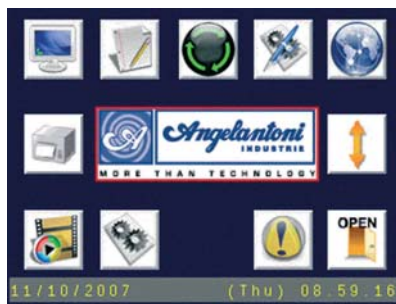 Angelantoni
INDUSTRIE
MORE THAN TECHNOLOGY
OPEN
11/10/2007 (Thu) 08.59.16